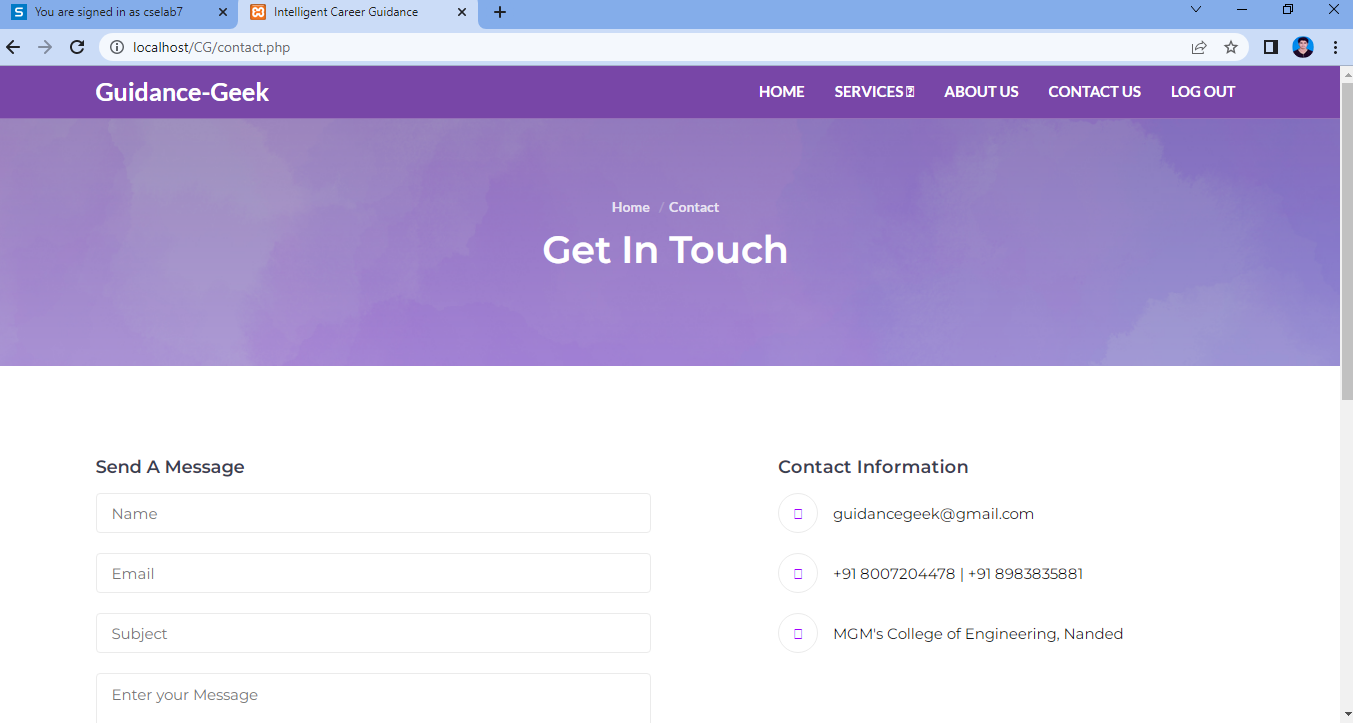 You are signed in as cselab7
Intelligent Career Guidance
localhost/CG/contact.php
Guidance-Geek
HOME SERVICES ABOUT US CONTACT US LOG OUT
Home / Contact
Get In Touch
Send A Message
Contact Information
Name
guidancegeek@gmail.com
Email
+91 8007204478 | +91 8983835881
Subject
MGM's College of Engineering, Nanded
Enter your Message